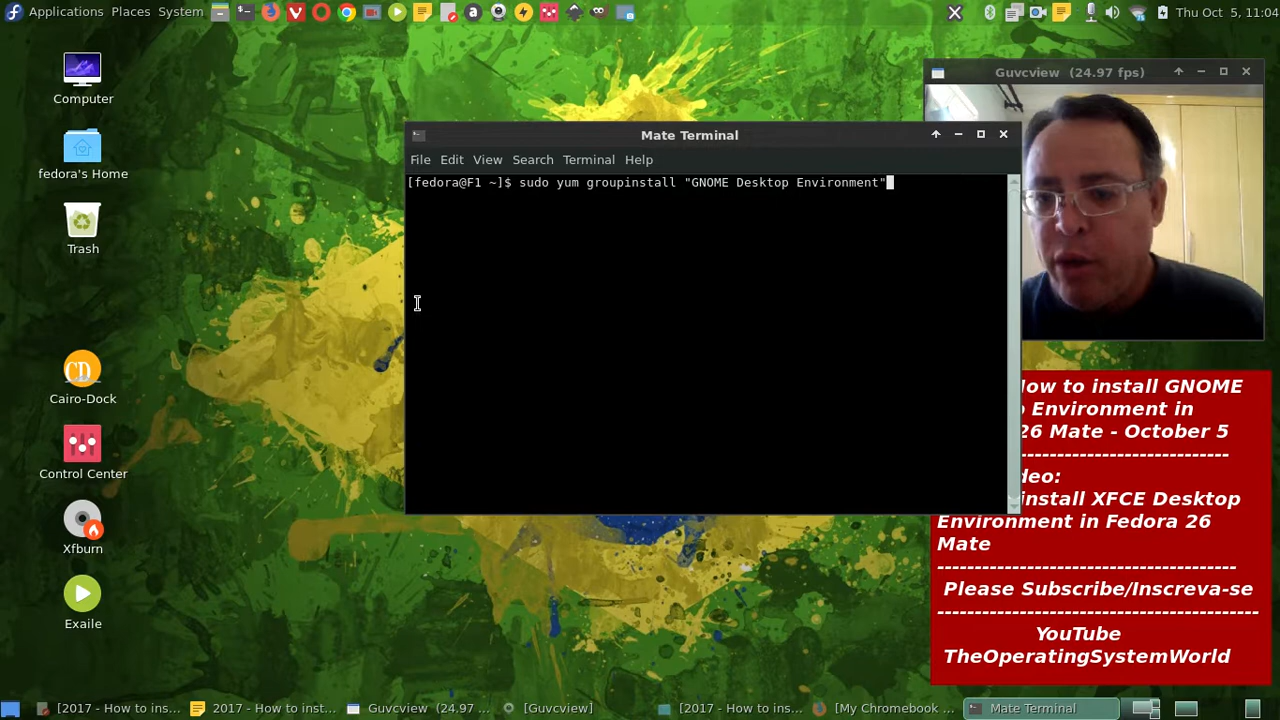 Applications Places System
Thu Oct 5, 11:04
Computer
fedora's Home
Trash
Cairo-Dock
CD
Control Center
Xfburn
Exaile
Guvcview (24.97 fps)
Mate Terminal
File Edit View Search Terminal Help
[fedora@F1 ~]$ sudo yum groupinstall "GNOME Desktop Environment"
to install GNOME
Environment in
26 Mate - October 5
----------------------------
install XFCE Desktop
Environment in Fedora 26
Mate
---------------------------------------
Please Subscribe/Inscreva-se
------------------------------------------
YouTube
TheOperatingSystemWorld
[2017 - How to ins...
2017 - How to inst...
Guvcview (24.97 ...
[Guvcview]
[2017 - How to ins...
[My Chromebook ...
Mate Terminal